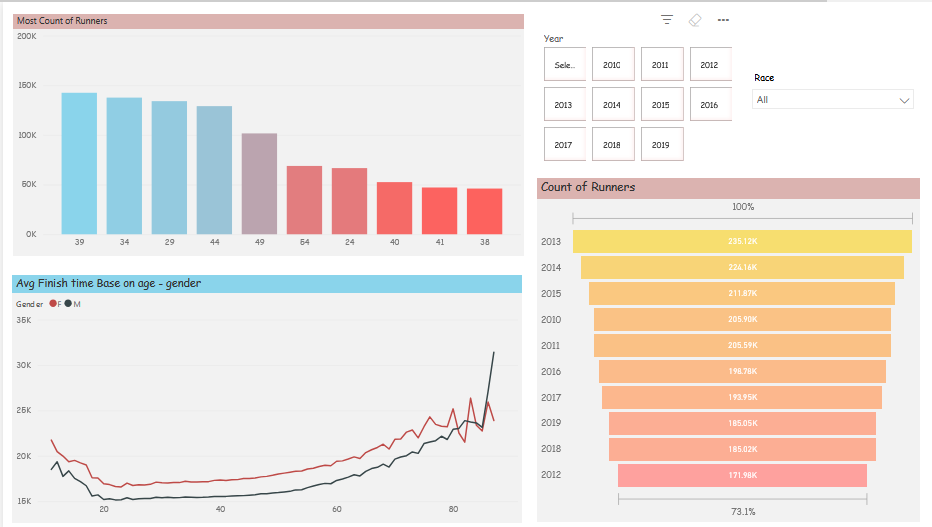 Most Count of Runners
200K
150K
100K
50K
0K
39 34 29 44 49 54 24 40 41 38
Year
Sele... 2010 2011 2012
2013 2014 2015 2016
2017 2018 2019
Race
All
Avg Finish time Base on age - gender
Gender F M
35K
30K
25K
20K
15K
20 40 60 80
Count of Runners
100%
2013 235.12K
2014 224.16K
2015 211.87K
2010 205.90K
2011 205.59K
2016 198.78K
2017 193.95K
2019 185.05K
2018 185.02K
2012 171.98K
73.1%